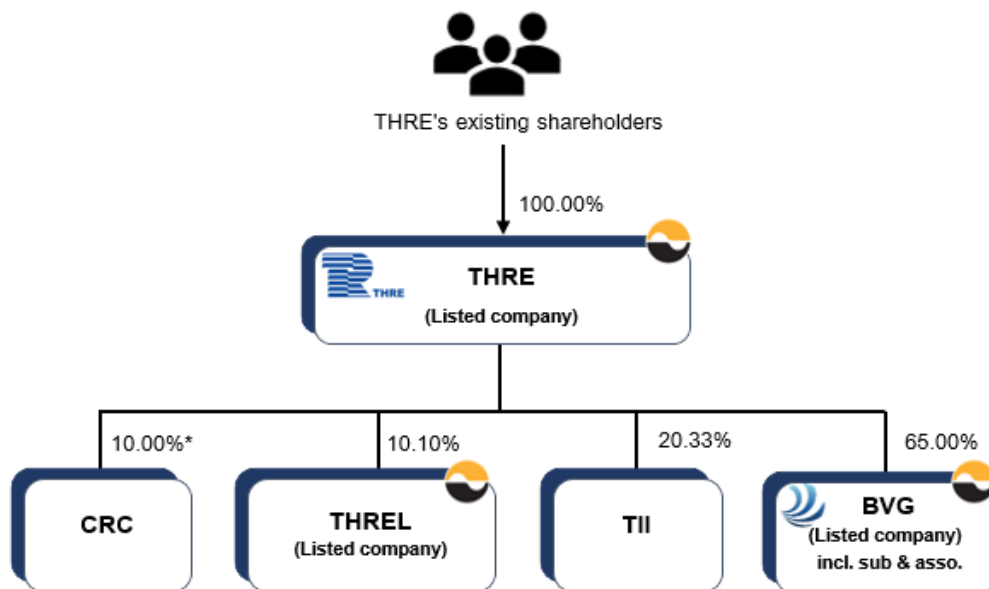 THRE's existing shareholders
100.00%
THRE
THRE
(Listed company)
10.00%*
10.10%
20.33%
65.00%
CRC
THREL
(Listed company)
TII
BVG
(Listed company)
incl. sub & asso.